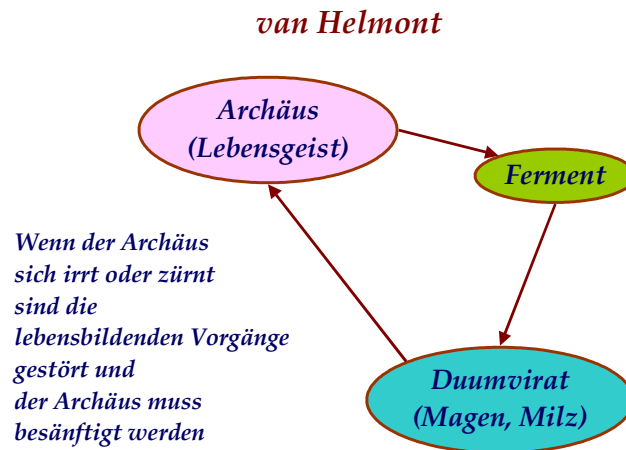 van Helmont
Archäus
(Lebensgeist)
Ferment
Wenn der Archäus
sich irrt oder zürnt
sind die
lebensbildenden Vorgänge
gestört und
der Archäus muss
besänftigt werden
Duumvirat
(Magen, Milz)